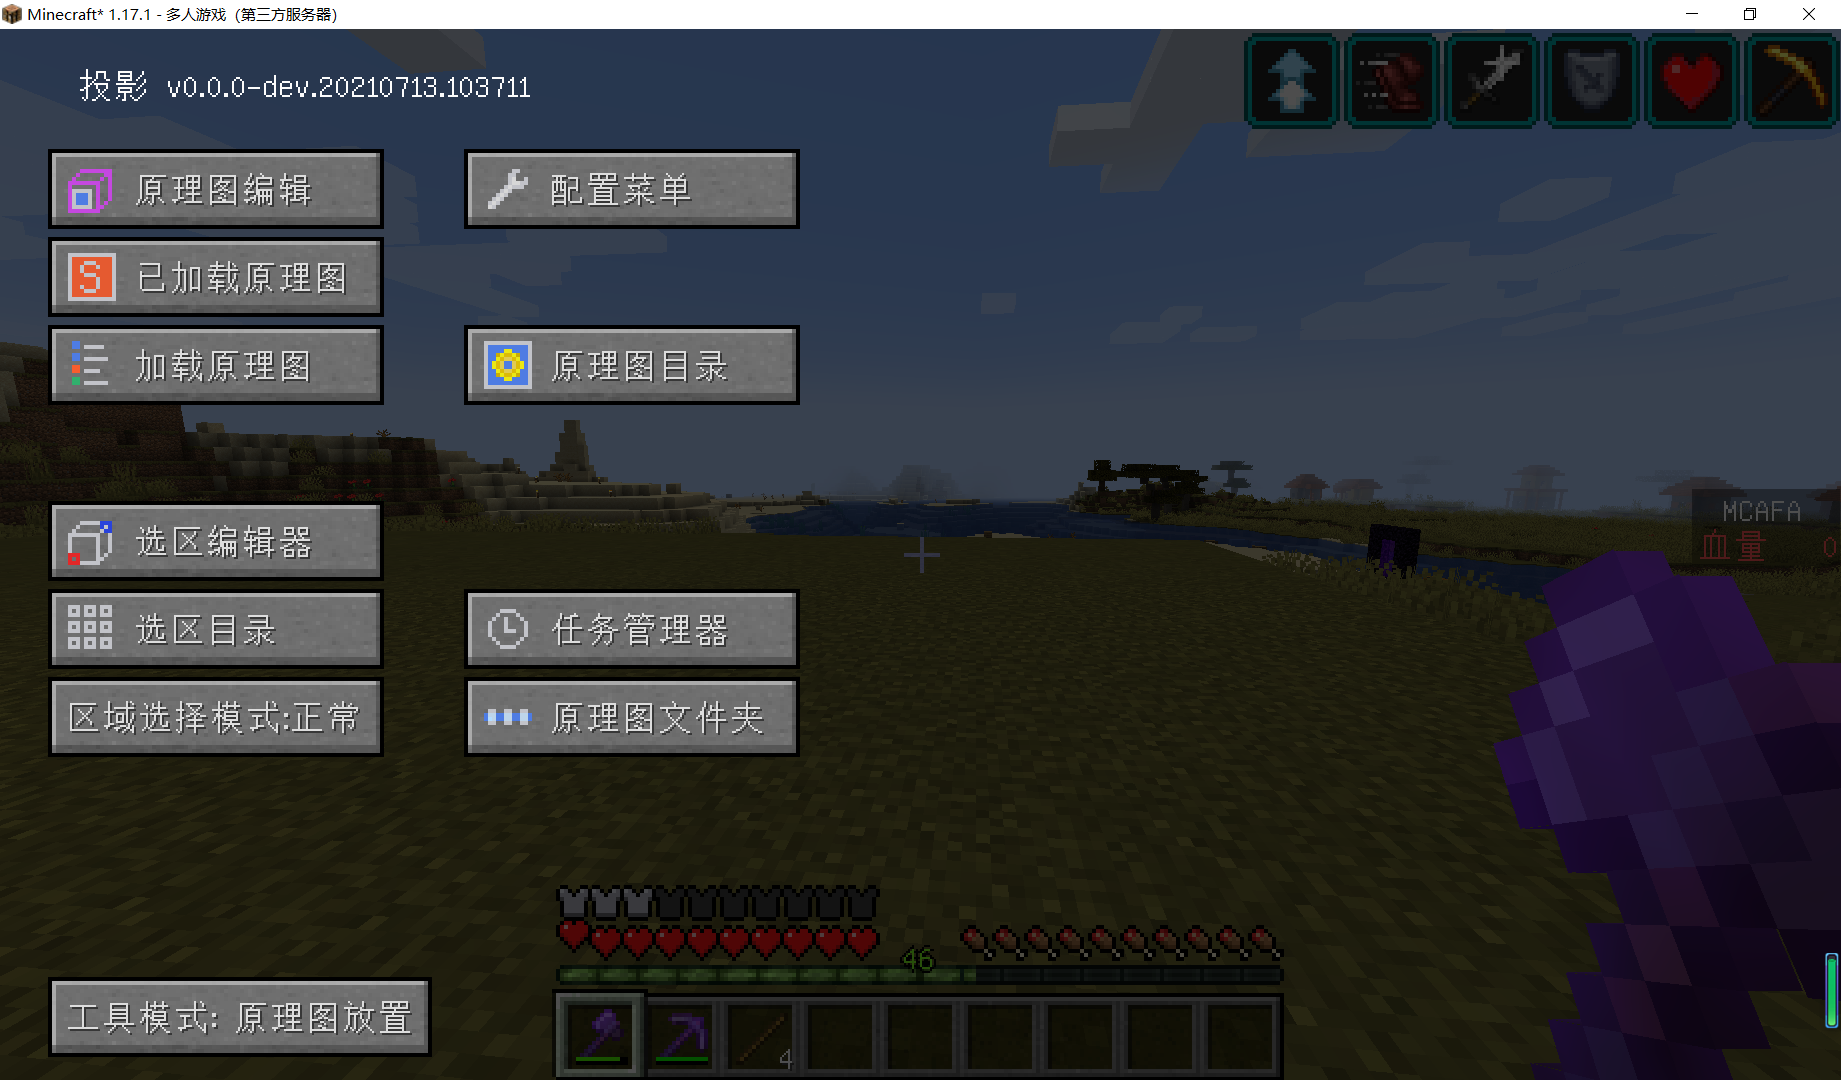 Minecraft* 1.17.1 - 多人游戏 (第三方服务器)
投影 v0.0.0-dev.20210713.103711
原理图编辑
配置菜单
S 已加载原理图
加载原理图
原理图目录
MCAFA
血量 0
选区编辑器
选区目录
任务管理器
区域选择模式:正常
原理图文件夹
46
工具模式: 原理图放置
4